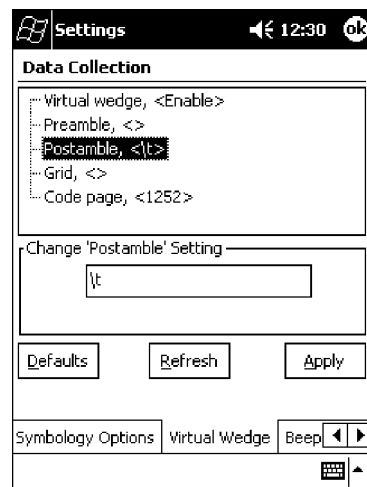 Settings 12:30 ok
Data Collection
Virtual wedge, <Enable>
Preamble, <>
Postamble, <\t>
Grid, <>
Code page, <1252>
Change 'Postamble' Setting
\t
Defaults Refresh Apply
Symbology Options Virtual Wedge Beep